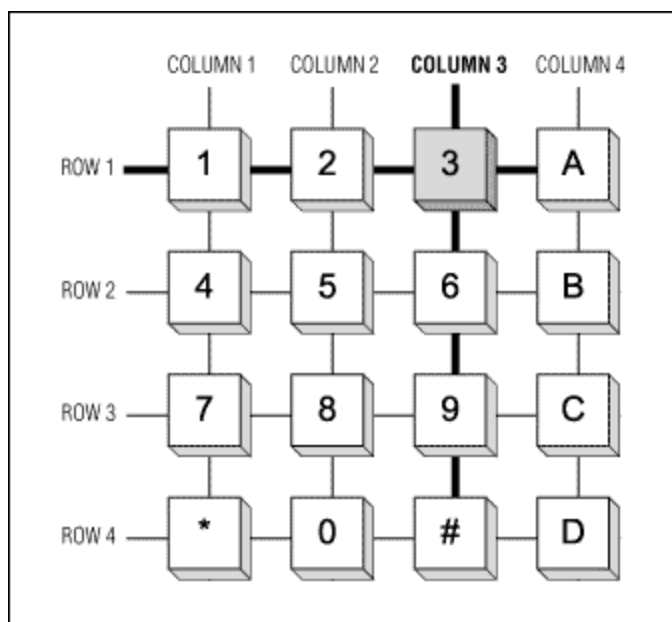 COLUMN 1 COLUMN 2 COLUMN 3 COLUMN 4
ROW 1 1 2 3 A
ROW 2 4 5 6 B
ROW 3 7 8 9 C
ROW 4 * 0 # D